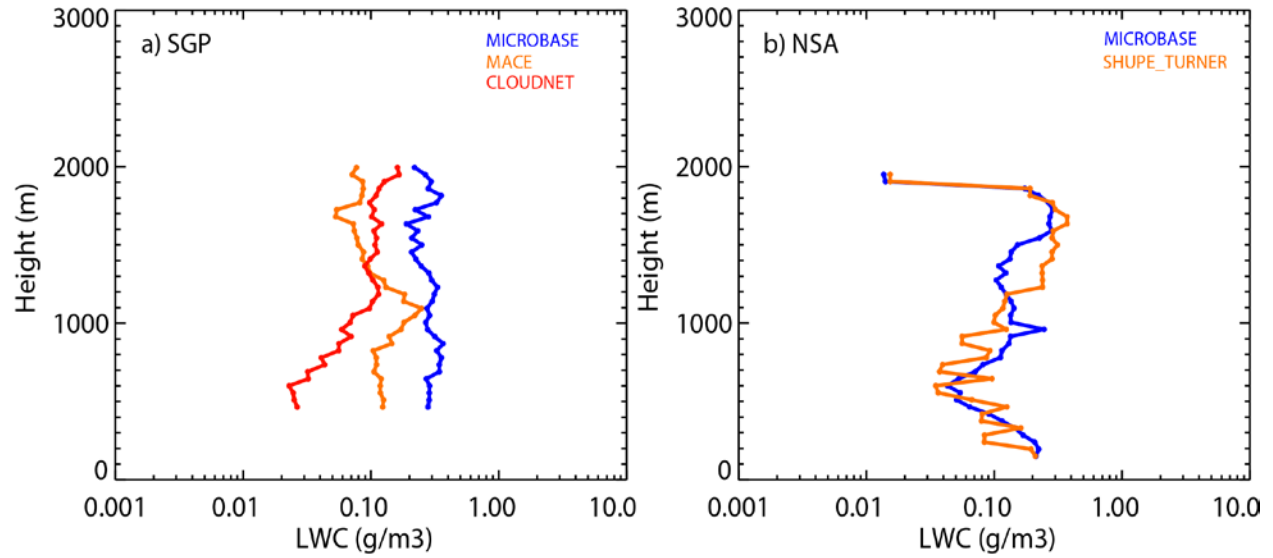 3000
a) SGP
MICROBASE
MACE
CLOUDNET
2000
1000
0
Height (m)
0.001
0.01
0.10
1.00
10.0
LWC (g/m3)
3000
b) NSA
MICROBASE
SHUPE_TURNER
2000
1000
0
Height (m)
0.001
0.01
0.10
1.00
10.0
LWC (g/m3)